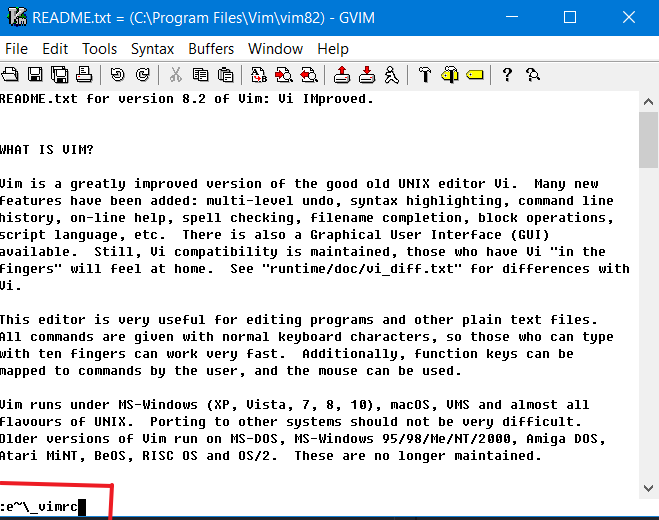 README.txt = (C:\Program Files\Vim\vim82) - GVIM
File Edit Tools Syntax Buffers Window Help
README.txt for version 8.2 of Vim: Vi IMproved.
WHAT IS VIM?
Vim is a greatly improved version of the good old UNIX editor Vi.  Many new
features have been added: multi-level undo, syntax highlighting, command line
history, on-line help, spell checking, filename completion, block operations,
script language, etc.  There is also a Graphical User Interface (GUI)
available.  Still, Vi compatibility is maintained, those who have Vi "in the
fingers" will feel at home.  See "runtime/doc/vi_diff.txt" for differences with
Vi.
This editor is very useful for editing programs and other plain text files.
All commands are given with normal keyboard characters, so those who can type
with ten fingers can work very fast.  Additionally, function keys can be
mapped to commands by the user, and the mouse can be used.
Vim runs under MS-Windows (XP, Vista, 7, 8, 10), macOS, VMS and almost all
flavours of UNIX.  Porting to other systems should not be very difficult.
Older versions of Vim run on MS-DOS, MS-Windows 95/98/Me/NT/2000, Amiga DOS,
Atari MiNT, BeOS, RISC OS and OS/2.  These are no longer maintained.
:e~\_vimrc